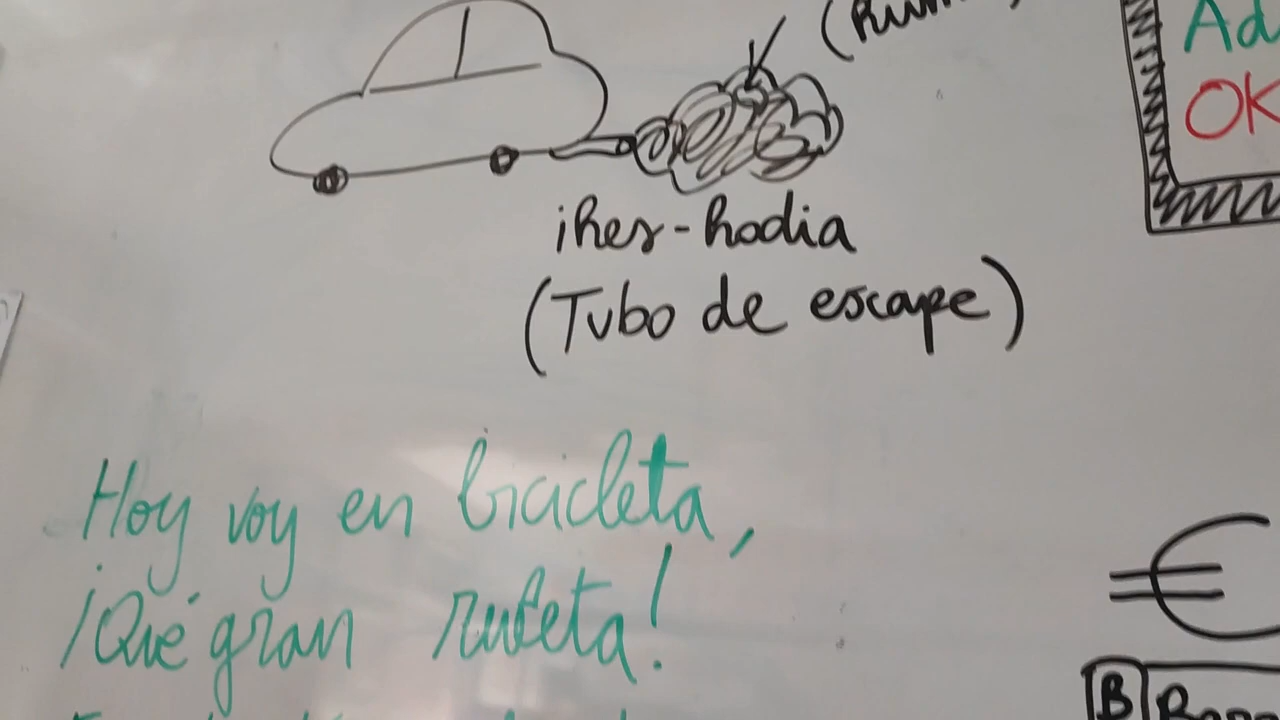 Ad
OK
ihes-hodia
(Tubo de escape)
Hoy voy en bicicleta,
¡Qué gran ruleta!
€
B